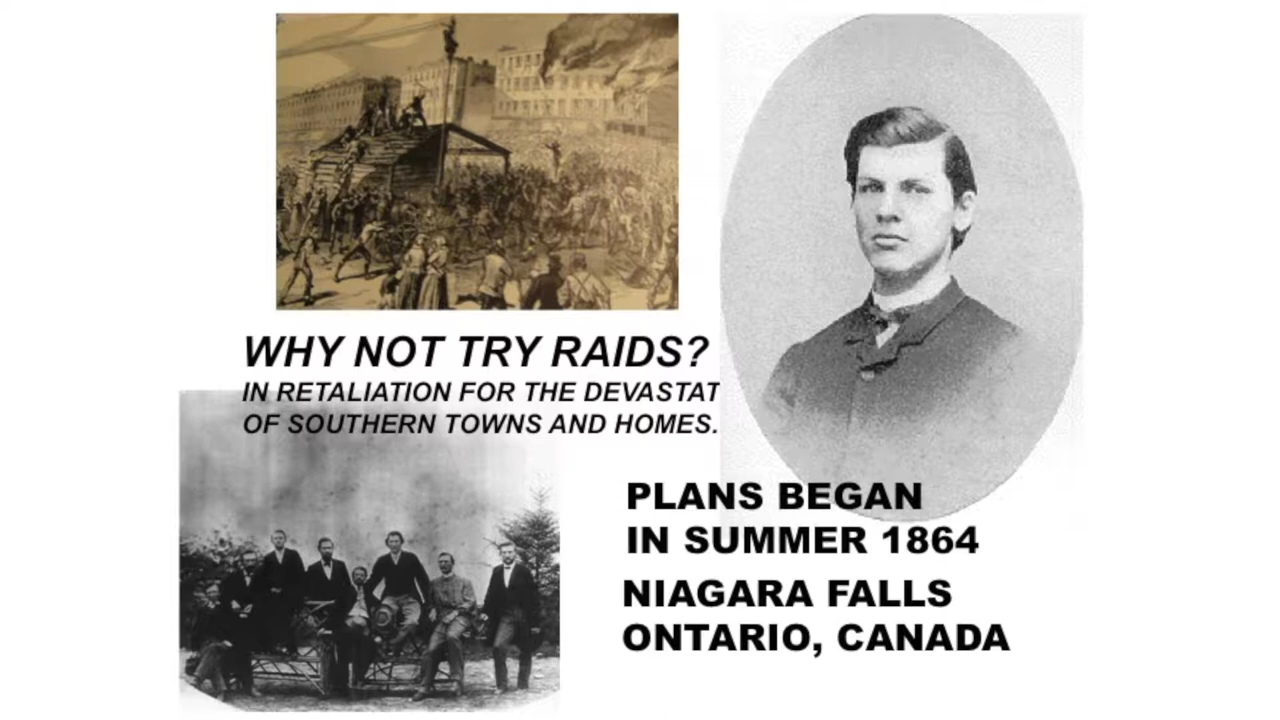 WHY NOT TRY RAIDS?
IN RETALIATION FOR THE DEVASTAT
OF SOUTHERN TOWNS AND HOMES.
PLANS BEGAN
IN SUMMER 1864
NIAGARA FALLS
ONTARIO, CANADA